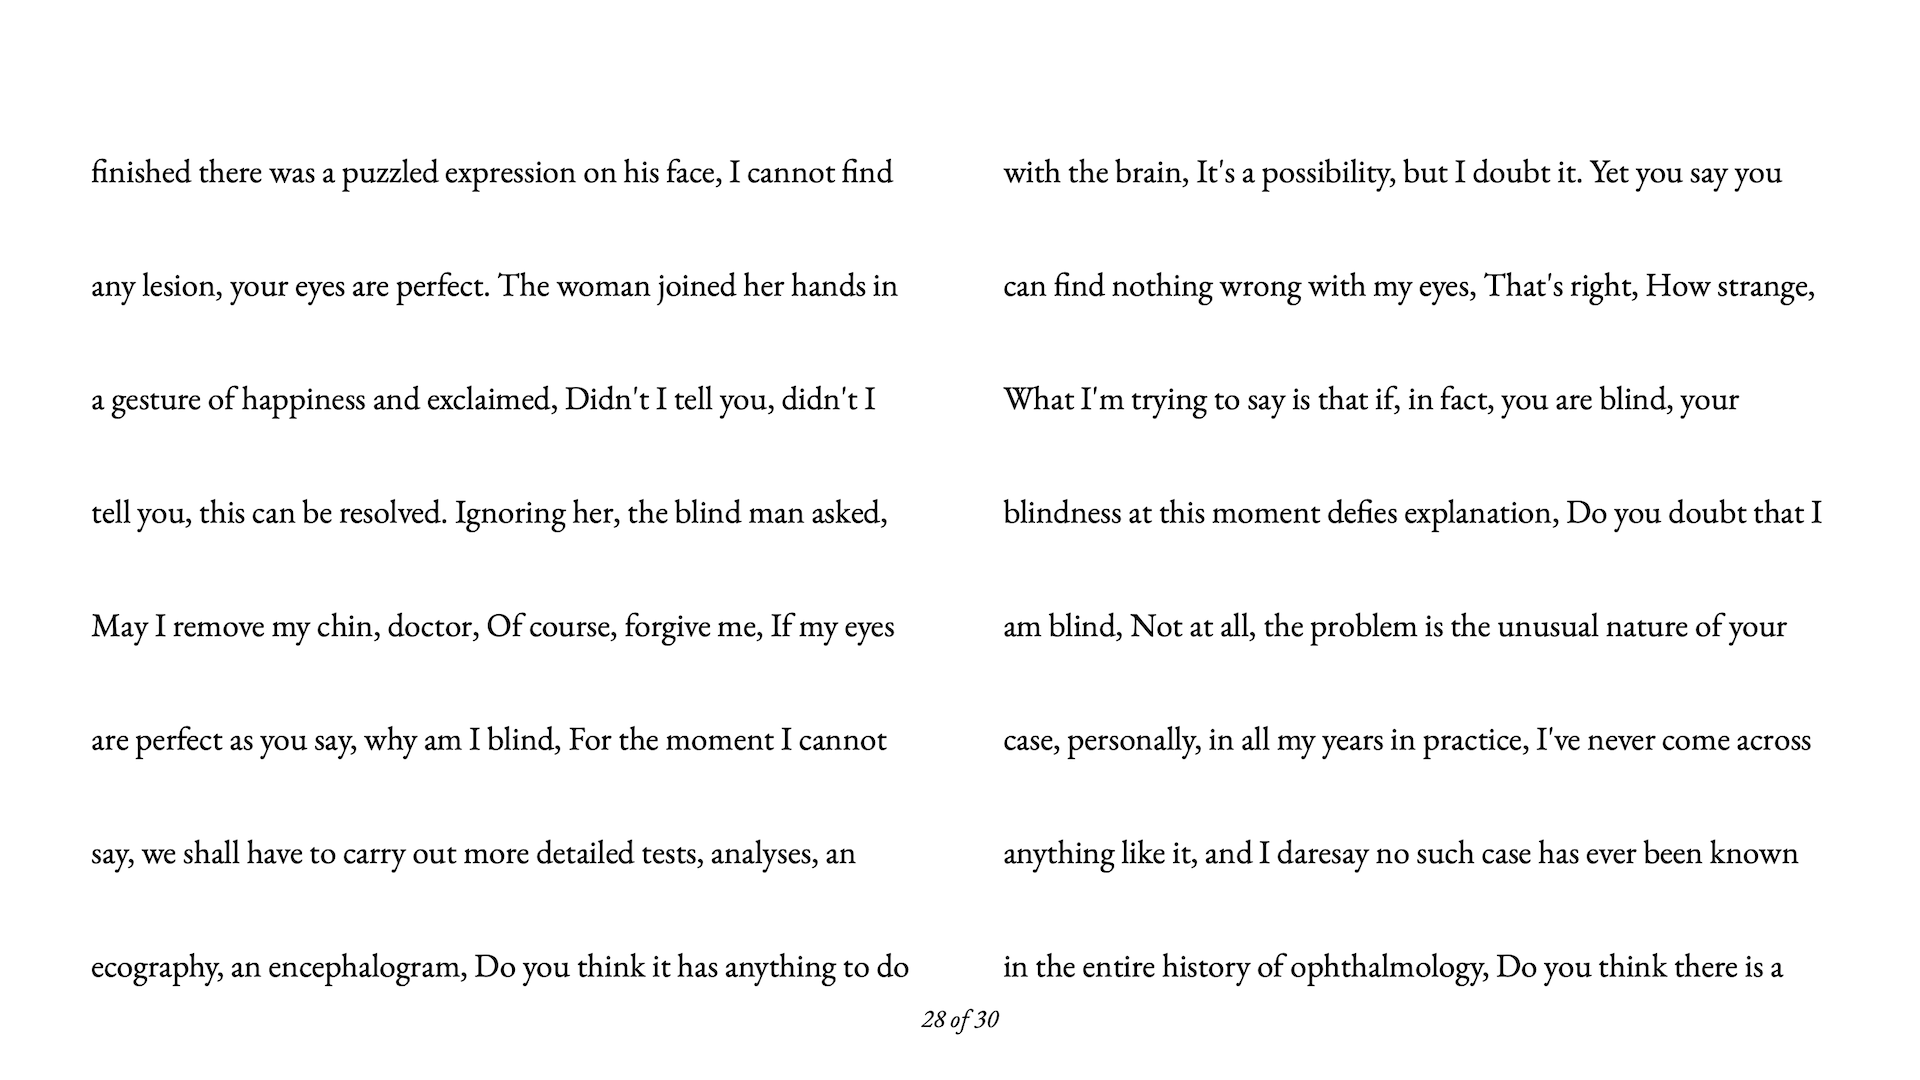 finished there was a puzzled expression on his face, I cannot find
any lesion, your eyes are perfect. The woman joined her hands in
a gesture of happiness and exclaimed, Didn't I tell you, didn't I
tell you, this can be resolved. Ignoring her, the blind man asked,
May I remove my chin, doctor, Of course, forgive me, If my eyes
are perfect as you say, why am I blind, For the moment I cannot
say, we shall have to carry out more detailed tests, analyses, an
ecography, an encephalogram, Do you think it has anything to do
with the brain, It's a possibility, but I doubt it. Yet you say you
can find nothing wrong with my eyes, That's right, How strange,
What I'm trying to say is that if, in fact, you are blind, your
blindness at this moment defies explanation, Do you doubt that I
am blind, Not at all, the problem is the unusual nature of your
case, personally, in all my years in practice, I've never come across
anything like it, and I daresay no such case has ever been known
in the entire history of ophthalmology, Do you think there is a
28 of 30